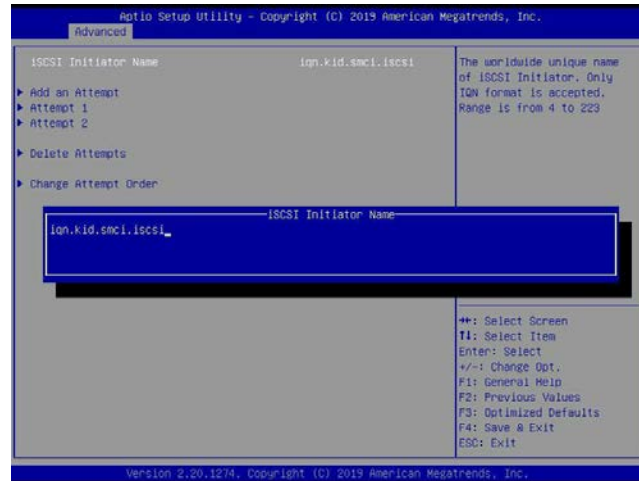 Aptio Setup Utility - Copyright (C) 2019 American Megatrends, Inc.
Advanced
iSCSI Initiator Name iqn.kid.smci.iscsi
Add an Attempt
Attempt 1
Attempt 2
Delete Attempts
Change Attempt Order
The worldwide unique name
of iSCSI Initiator. Only
IQN format is accepted.
Range is from 4 to 223
iSCSI Initiator Name
iqn.kid.smci.iscsi_
→←: Select Screen
↑↓: Select Item
Enter: Select
+/-: Change Opt.
F1: General Help
F2: Previous Values
F3: Optimized Defaults
F4: Save & Exit
ESC: Exit
Version 2.20.1274. Copyright (C) 2019 American Megatrends, Inc.